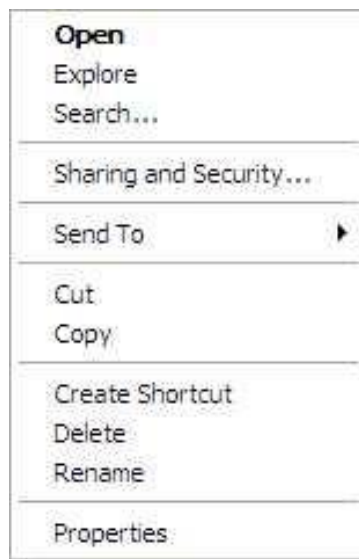 Open
Explore
Search...
Sharing and Security...
Send To
Cut
Copy
Create Shortcut
Delete
Rename
Properties